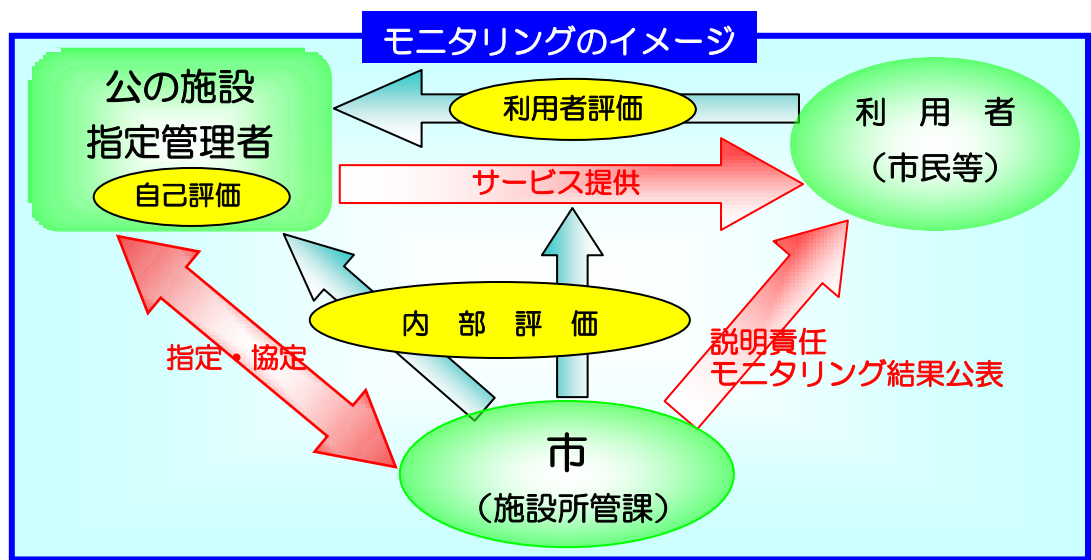 モニタリングのイメージ
公の施設
指定管理者
自己評価
利用者評価
利　用　者
（市民等）
サービス提供
内　部　評　価
指定・協定
説明責任
モニタリング結果公表
市
（施設所管課）